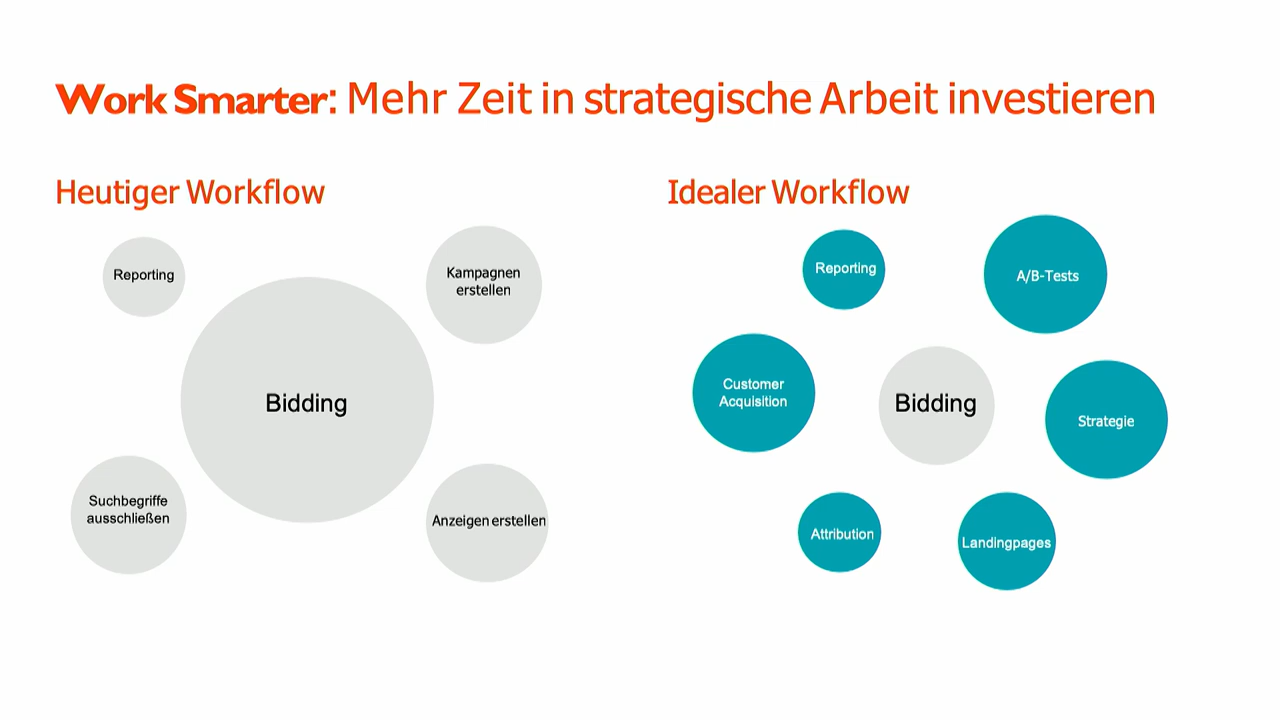 Work Smarter: Mehr Zeit in strategische Arbeit investieren
Heutiger Workflow
Reporting
Kampagnen
erstellen
Bidding
Suchbegriffe
ausschließen
Anzeigen erstellen
Idealer Workflow
Reporting
A/B-Tests
Customer
Acquisition
Bidding
Strategie
Attribution
Landingpages